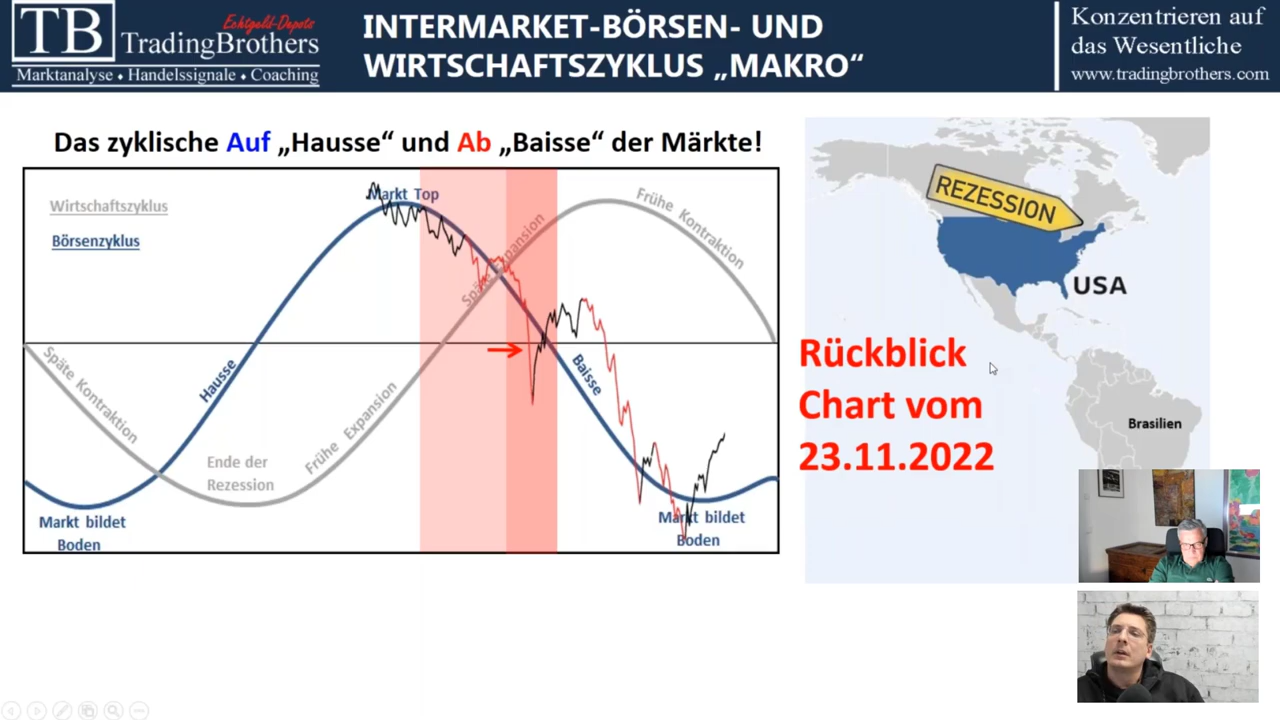 Echtgeld-Depots
TB TradingBrothers
Marktanalyse ♦ Handelssignale ♦ Coaching
INTERMARKET-BÖRSEN- UND
WIRTSCHAFTSZYKLUS „MAKRO“
Konzentrieren auf
das Wesentliche
www.tradingbrothers.com
Das zyklische Auf „Hausse“ und Ab „Baisse“ der Märkte!
Wirtschaftszyklus
Börsenzyklus
Markt Top
Späte Expansion
Frühe Kontraktion
Späte Kontraktion
Hausse
Baisse
Frühe Expansion
Ende der
Rezession
Markt bildet
Boden
Markt bildet
Boden
REZESSION
USA
Rückblick
Chart vom
23.11.2022
Brasilien